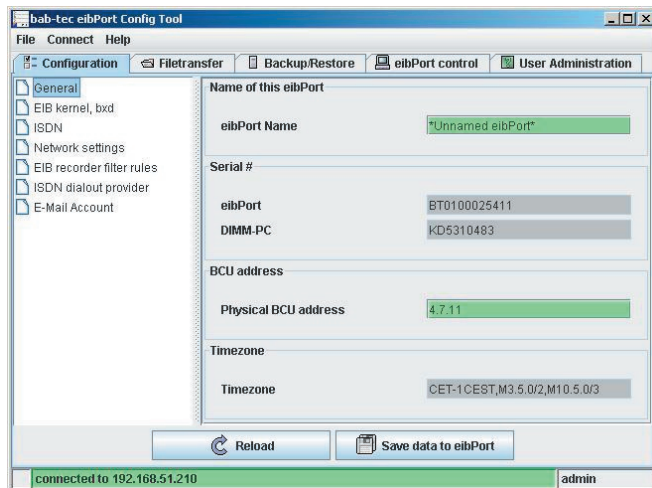 bab-tec eibPort Config Tool
File Connect Help
Configuration Filetransfer Backup/Restore eibPort control User Administration
General
EIB kernel, bxd
ISDN
Network settings
EIB recorder filter rules
ISDN dialout provider
E-Mail Account
Name of this eibPort
eibPort Name *Unnamed eibPort*
Serial #
eibPort BT0100025411
DIMM-PC KD5310483
BCU address
Physical BCU address 4.7.11
Timezone
Timezone CET-1CEST,M3.5.0/2,M10.5.0/3
Reload Save data to eibPort
connected to 192.168.51.210 admin